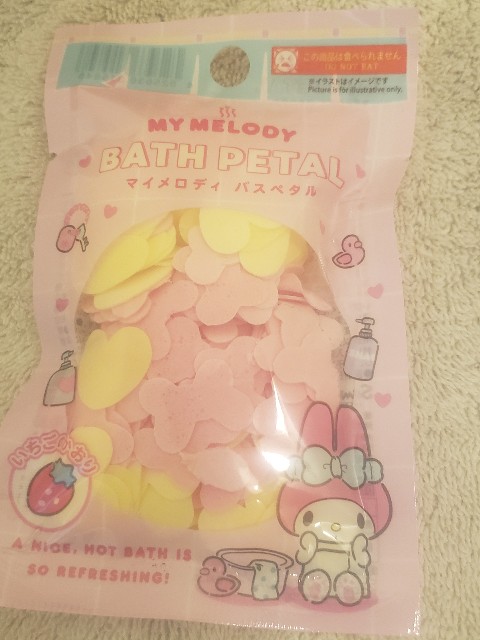 この商品は食べられません
DO NOT EAT
※イラストはイメージです
Picture is for illustrative only.
MY MELODY
BATH PETAL
マイメロディ バスペタル
いちごの香り
A NICE, HOT BATH IS
SO REFRESHING!